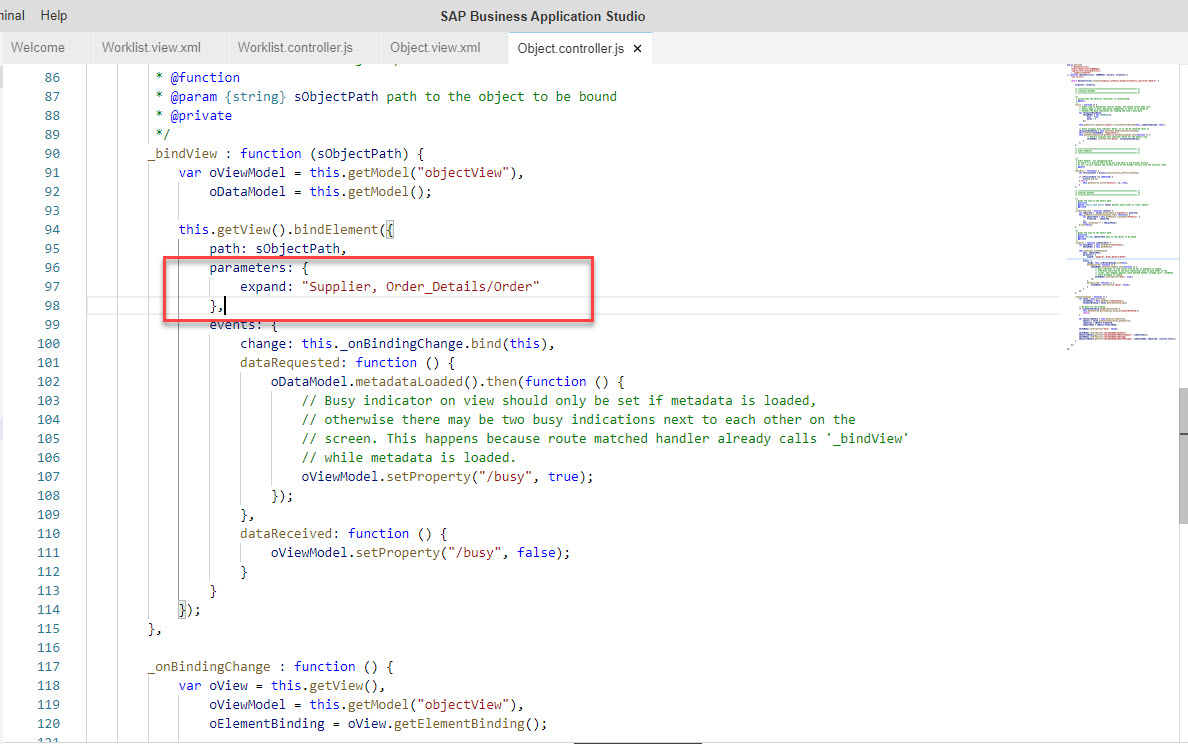 minal Help SAP Business Application Studio
Welcome Worklist.view.xml Worklist.controller.js Object.view.xml Object.controller.js ×
86 * @function
87 * @param {string} sObjectPath path to the object to be bound
88 * @private
89 */
90 _bindView : function (sObjectPath) {
91 var oViewModel = this.getModel("objectView"),
92 oDataModel = this.getModel();
93
94 this.getView().bindElement({
95 path: sObjectPath,
96 parameters: {
97 expand: "Supplier, Order_Details/Order"
98 },
99 events: {
100 change: this._onBindingChange.bind(this),
101 dataRequested: function () {
102 oDataModel.metadataLoaded().then(function () {
103 // Busy indicator on view should only be set if metadata is loaded,
104 // otherwise there may be two busy indications next to each other on the
105 // screen. This happens because route matched handler already calls '_bindView'
106 // while metadata is loaded.
107 oViewModel.setProperty("/busy", true);
108 });
109 },
110 dataReceived: function () {
111 oViewModel.setProperty("/busy", false);
112 }
113 }
114 });
115 },
116
117 _onBindingChange : function () {
118 var oView = this.getView(),
119 oViewModel = this.getModel("objectView"),
120 oElementBinding = oView.getElementBinding();